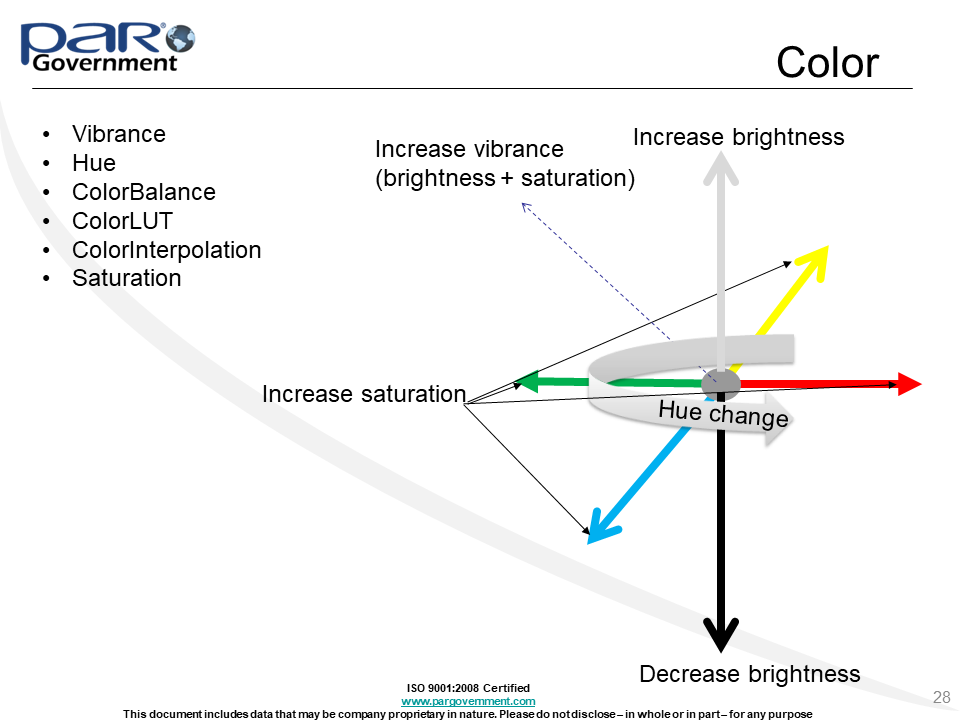 PAR
Government
Color
• Vibrance
• Hue
• ColorBalance
• ColorLUT
• ColorInterpolation
• Saturation
Increase vibrance
(brightness + saturation)
Increase brightness
Increase saturation
Hue change
Decrease brightness
ISO 9001:2008 Certified
www.pargovernment.com
This document includes data that may be company proprietary in nature. Please do not disclose – in whole or in part – for any purpose
28